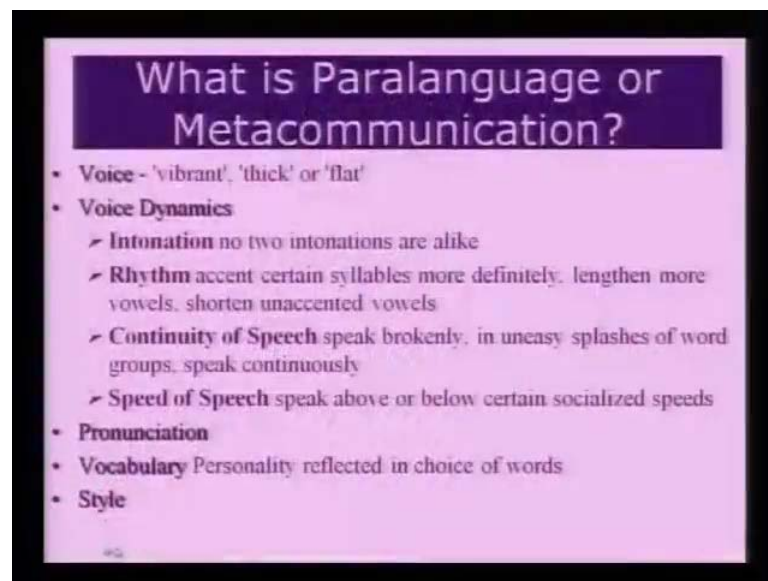 What is Paralanguage or
Metacommunication?
• Voice - 'vibrant', 'thick' or 'flat'
• Voice Dynamics
➢ Intonation no two intonations are alike
➢ Rhythm accent certain syllables more definitely, lengthen more
vowels, shorten unaccented vowels
➢ Continuity of Speech speak brokenly, in uneasy splashes of word
groups, speak continuously
➢ Speed of Speech speak above or below certain socialized speeds
• Pronunciation
• Vocabulary Personality reflected in choice of words
• Style